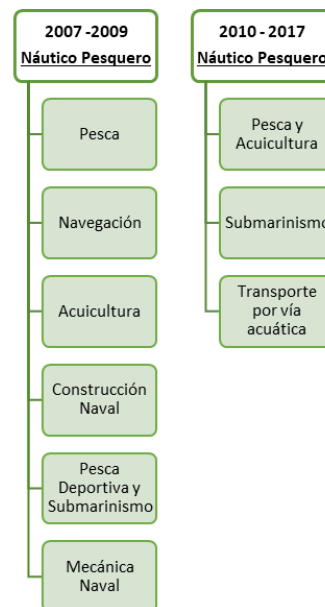 2007 -2009
Náutico Pesquero
Pesca
Navegación
Acuicultura
Construcción
Naval
Pesca
Deportiva y
Submarinismo
Mecánica
Naval
2010 - 2017
Náutico Pesquero
Pesca y
Acuicultura
Submarinismo
Transporte
por vía
acuática